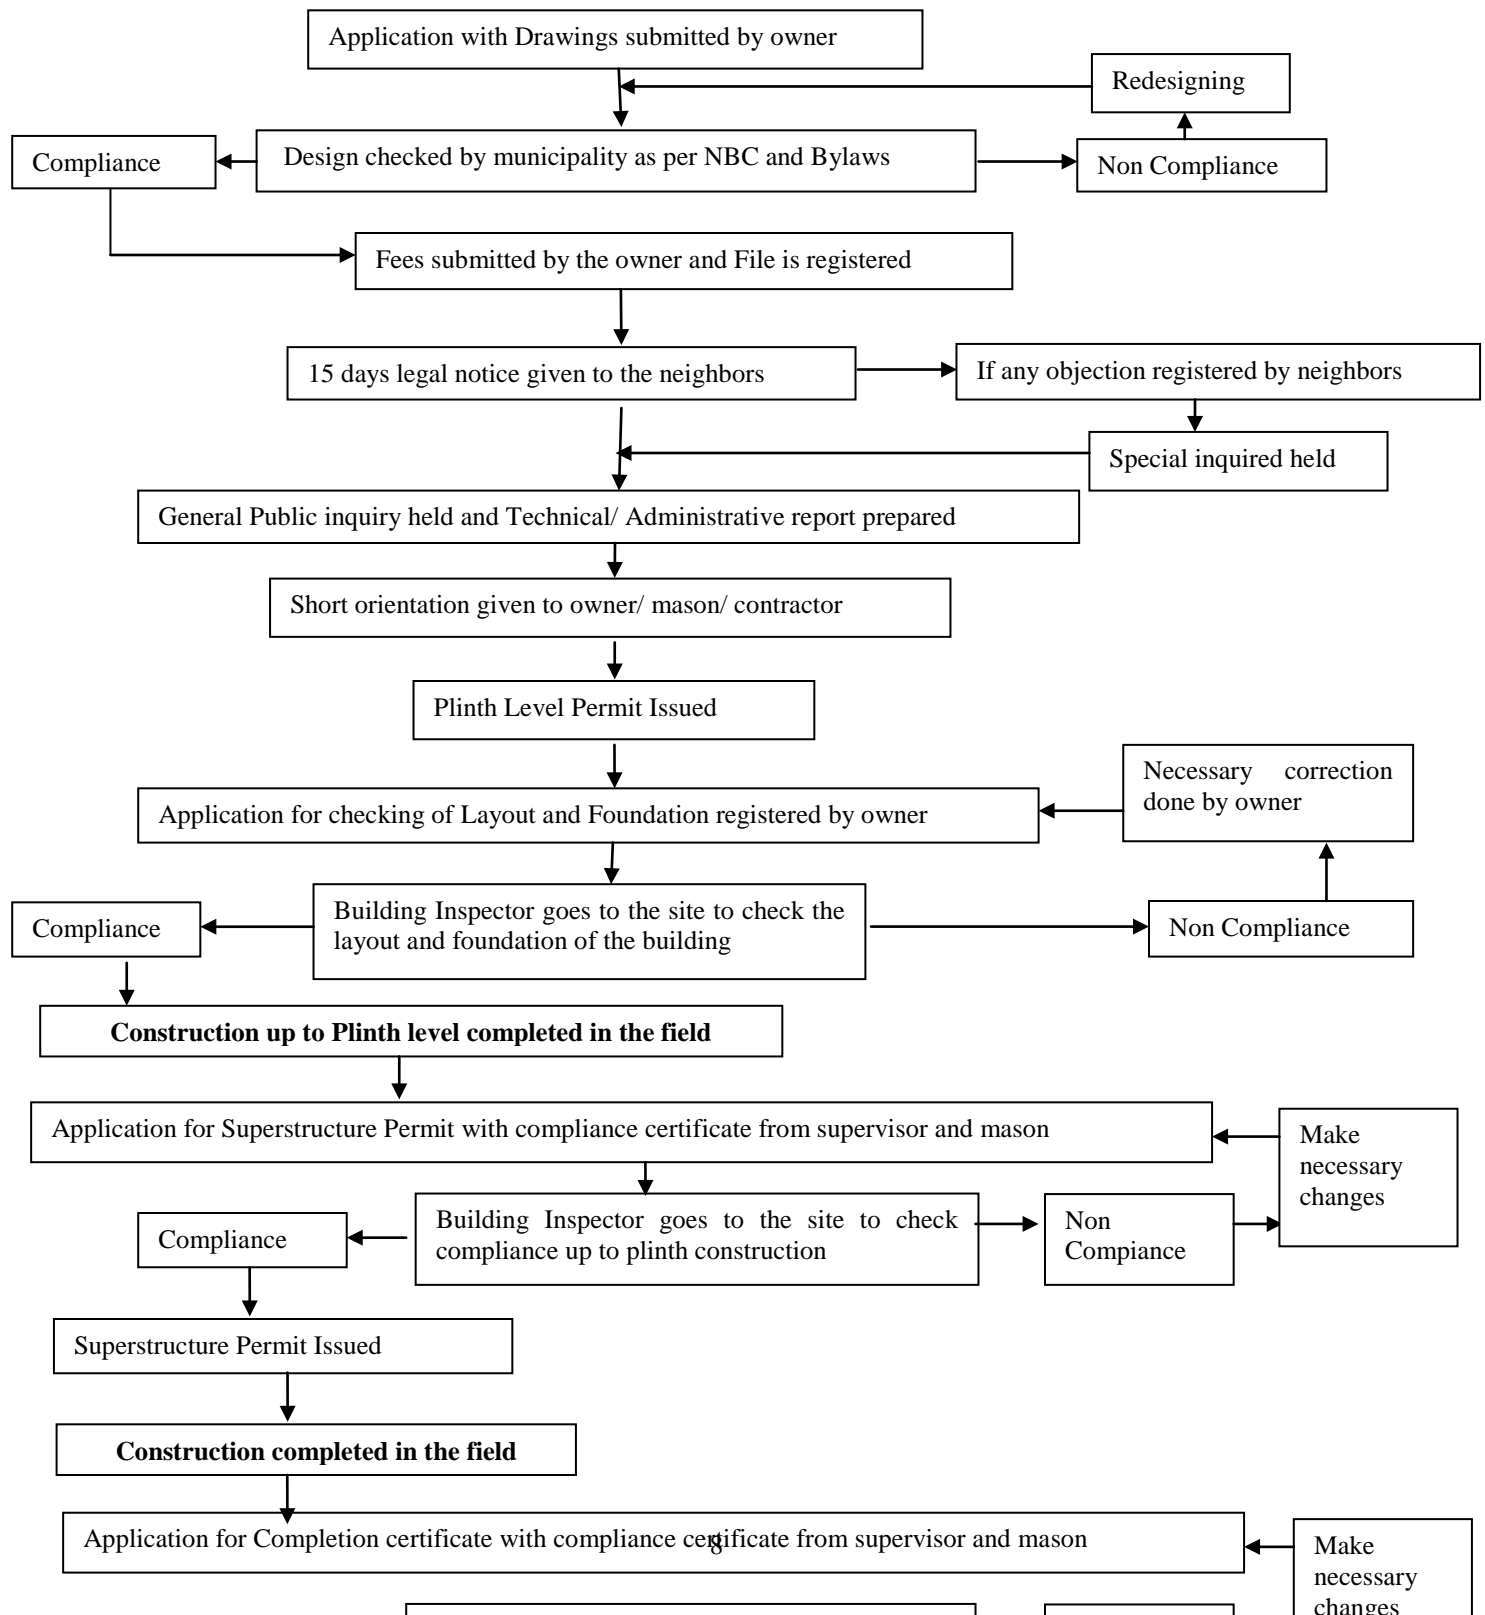 Application with Drawings submitted by owner
Redesigning
Compliance
Design checked by municipality as per NBC and Bylaws
Non Compliance
Fees submitted by the owner and File is registered
15 days legal notice given to the neighbors
If any objection registered by neighbors
Special inquired held
General Public inquiry held and Technical/ Administrative report prepared
Short orientation given to owner/ mason/ contractor
Plinth Level Permit Issued
Necessary correction
done by owner
Application for checking of Layout and Foundation registered by owner
Compliance
Building Inspector goes to the site to check the
layout and foundation of the building
Non Compliance
Construction up to Plinth level completed in the field
Application for Superstructure Permit with compliance certificate from supervisor and mason
Make
necessary
changes
Compliance
Building Inspector goes to the site to check
compliance up to plinth construction
Non
Compiance
Superstructure Permit Issued
Construction completed in the field
Application for Completion certificate with compliance certificate from supervisor and mason
8
Make
necessary
changes